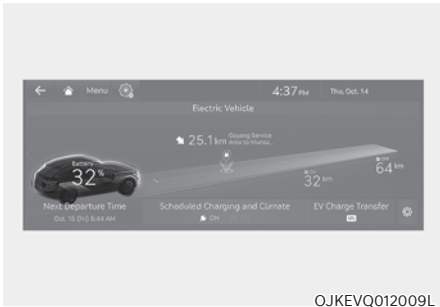 Menu 4:37 PM Thu, Oct. 14
Electric Vehicle
25.1 km Goyang Service
Area to Munsa...
Battery
32 %
32 km
64 km
Next Departure Time Scheduled Charging and Climate EV Charge Transfer
Oct. 15 (Fri) 8:44 AM ON
OJKEVQ012009L